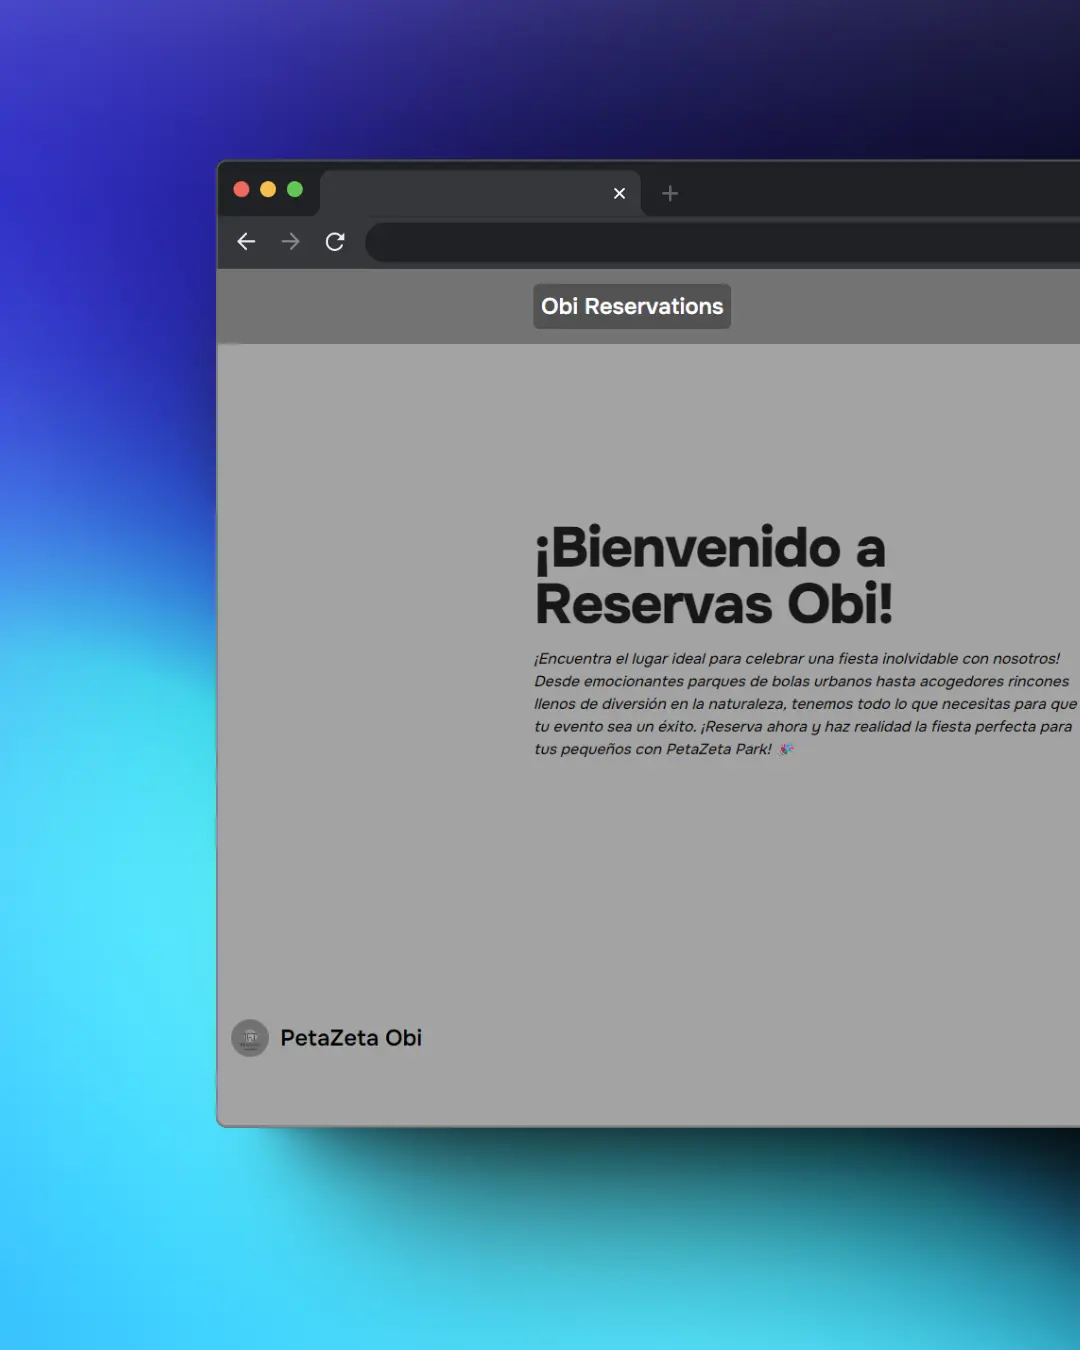 Obi Reservations
¡Bienvenido a
Reservas Obi!
¡Encuentra el lugar ideal para celebrar una fiesta inolvidable con nosotros!
Desde emocionantes parques de bolas urbanos hasta acogedores rincones
llenos de diversión en la naturaleza, tenemos todo lo que necesitas para que
tu evento sea un éxito. ¡Reserva ahora y haz realidad la fiesta perfecta para
tus pequeños con PetaZeta Park! 🎉
PetaZeta Obi